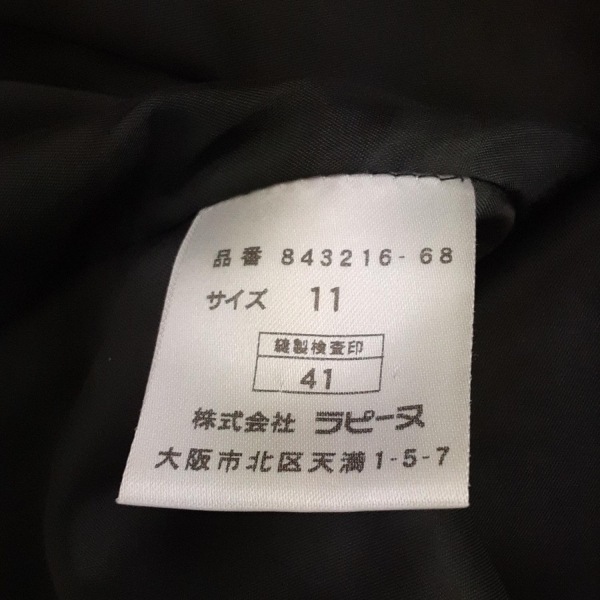 品番 843216-68
サイズ 11
縫製検査印
41
株式会社 ラピーヌ
大阪市北区天満1-5-7